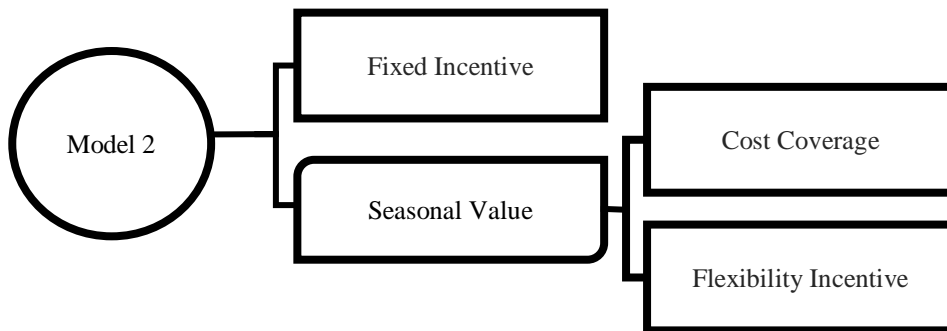 Model 2
Fixed Incentive
Seasonal Value
Cost Coverage
Flexibility Incentive